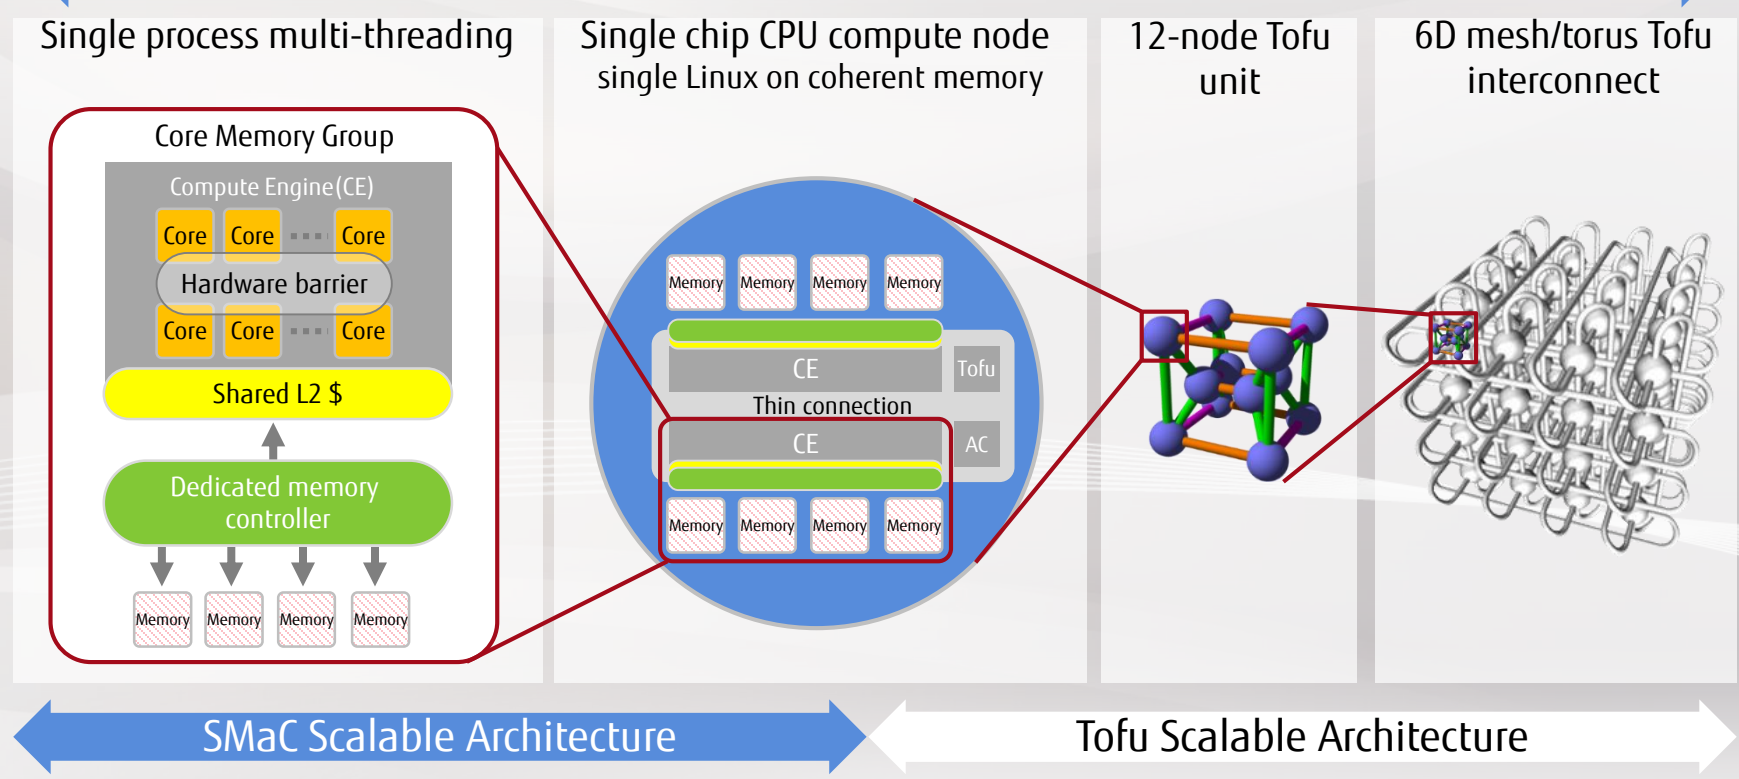 Single process multi-threading
Core Memory Group
Compute Engine(CE)
Core Core Core
Hardware barrier
Core Core Core
Shared L2 $
Dedicated memory
controller
Memory Memory Memory Memory
Single chip CPU compute node
single Linux on coherent memory
Memory Memory Memory Memory
CE
Tofu
Thin connection
CE
AC
Memory Memory Memory Memory
12-node Tofu
unit
6D mesh/torus Tofu
interconnect
SMaC Scalable Architecture
Tofu Scalable Architecture